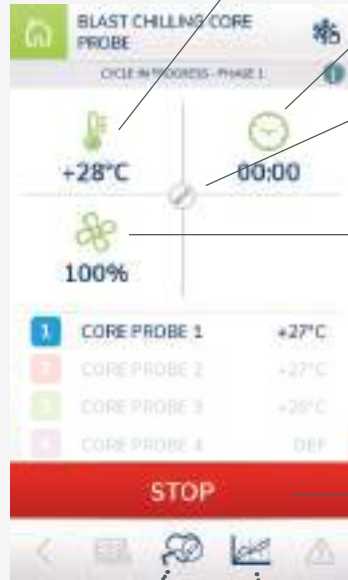 BLAST CHILLING CORE
PROBE
CYCLE IN PROGRESS - PHASE 1
+28°C
00:00
100%
1 CORE PROBE 1 +27°C
2 CORE PROBE 2 +27°C
3 CORE PROBE 3 +26°C
4 CORE PROBE 4
STOP